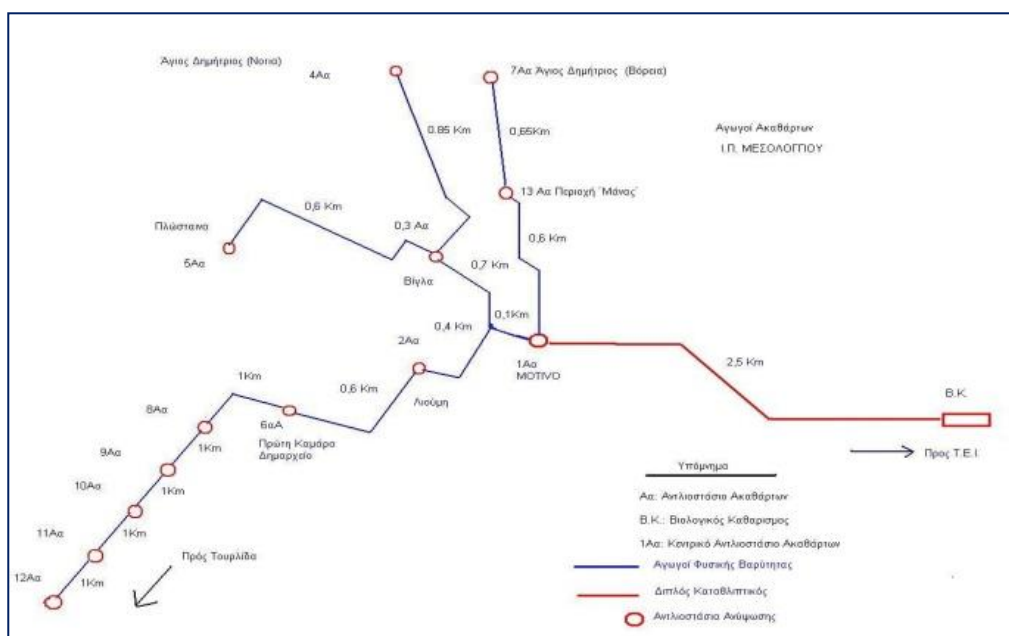 Άγιος Δημήτριος (Νοτια)
4Αα
7Αα Άγιος Δημήτριος (Βόρεια)
0.85 Km
0,65Km
Αγωγοί Ακαθάρτων
Ι.Π. ΜΕΣΟΛΟΓΓΙΟΥ
13 Αα Περιοχή 'Μάνας'
0,6 Km
0,3 Αα
Πλώσταινα
5Αα
0,6 Km
0,7 Km
Βίγλα
0,1Km
0,4 Km
2Αα
1Αα
MOTIVO
2,5 Km
1Km
0,6 Km
Λιούμη
Β.Κ.
8Αα
6αΑ
Πρώτη Καμάρα
Δημαρχείο
1Km
9Αα
1Km
10Αα
1Km
11Αα
1Km
12Αα
Πρός Τουρλίδα
Προς Τ.Ε.Ι.
Υπόμνημα
Αα: Αντλιοστάσιο Ακαθάρτων
Β.Κ.: Βιολογικός Καθαρισμος
1Αα: Κεντρικό Αντλιοστάσιο Ακαθάρτων
Αγωγοί Φυσικής Βαρύτητας
Διπλός Καταθλιπτικός
Αντλιοστάσια Ανύψωσης